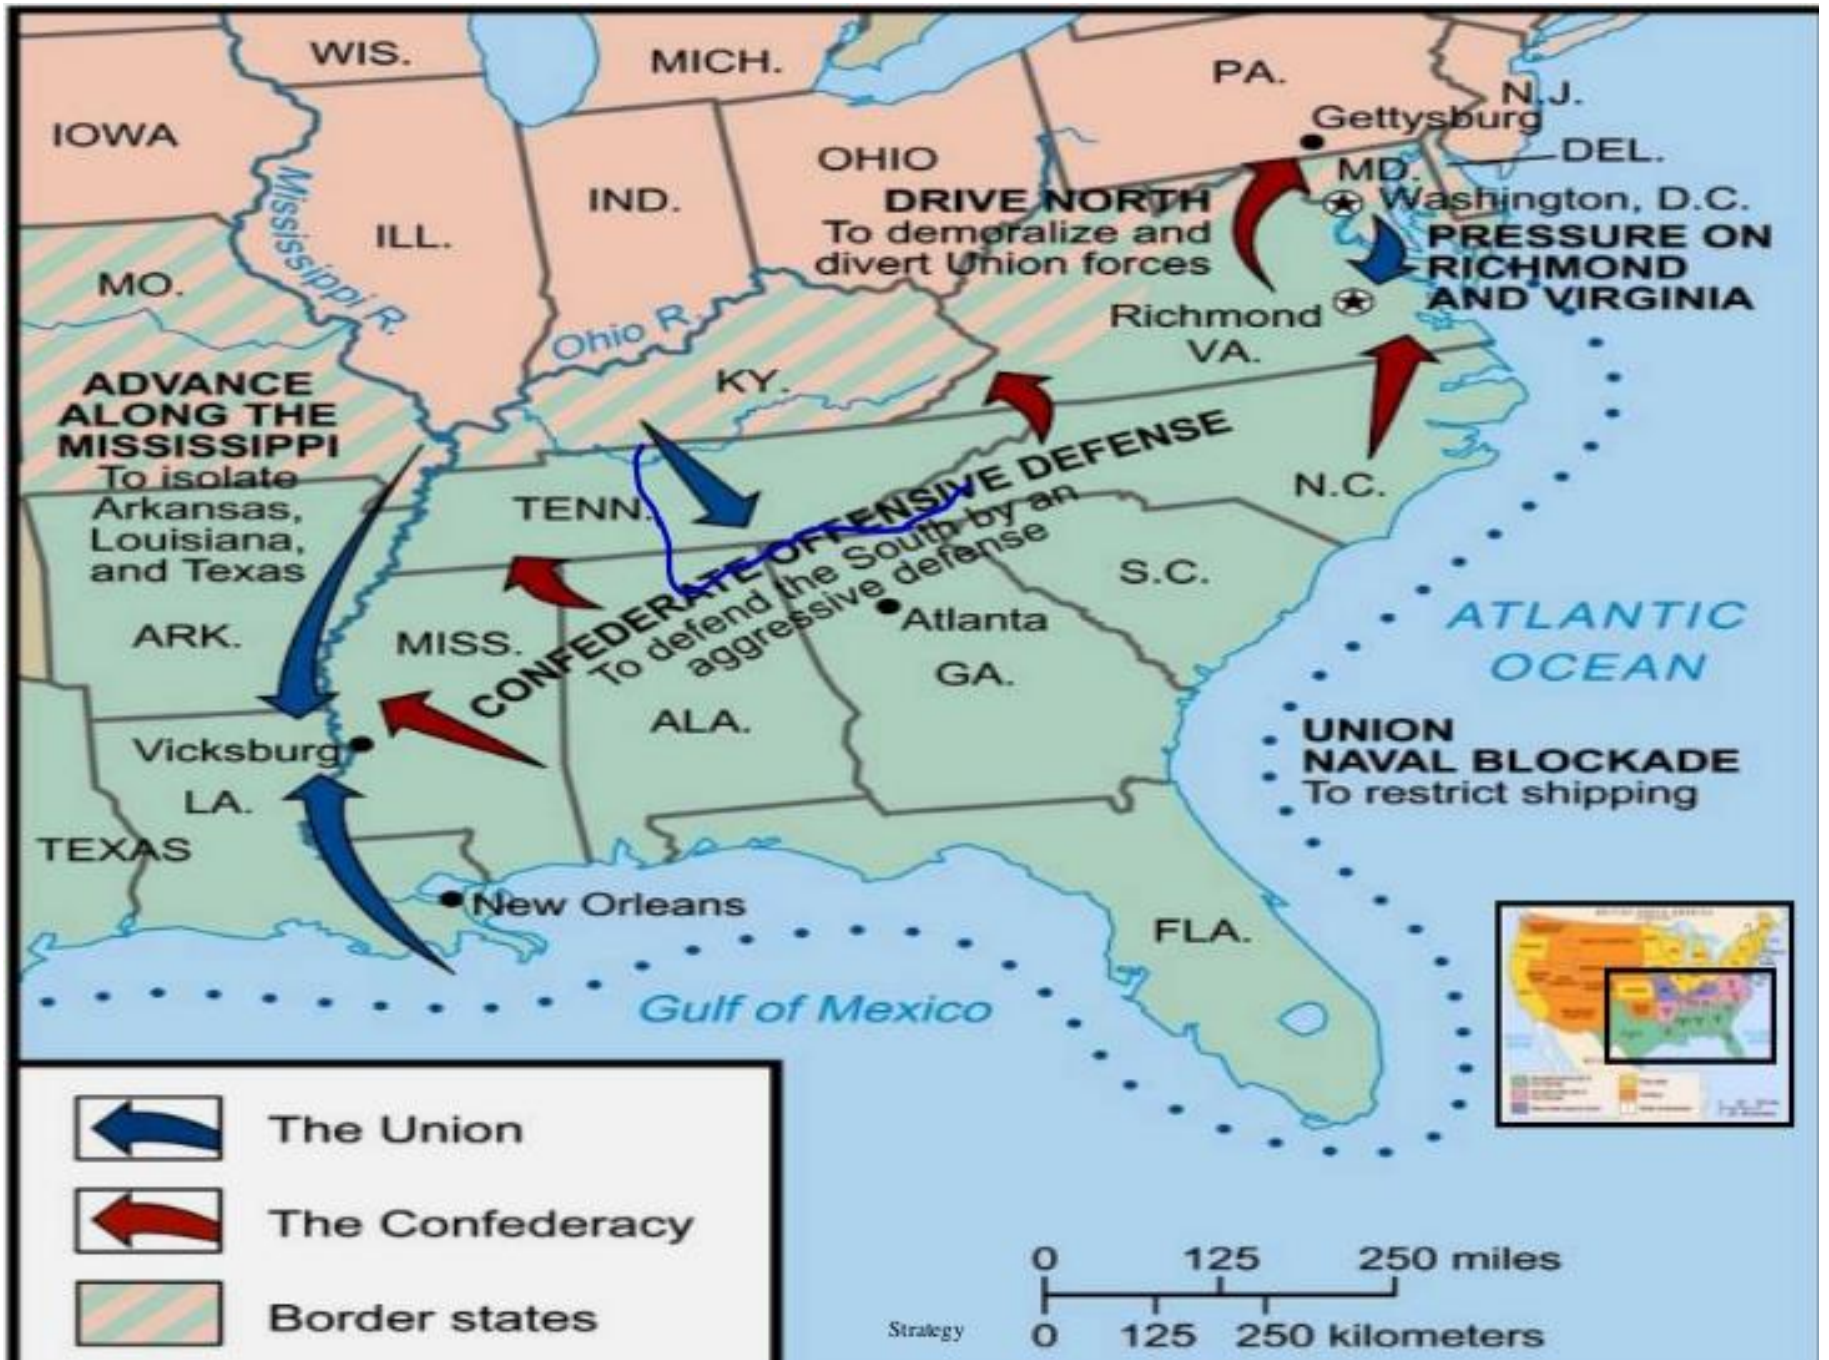 WIS.
MICH.
PA.
N.J.
IOWA
Gettysburg
OHIO
DEL.
MD.
IND.
DRIVE NORTH
To demoralize and
divert Union forces
Washington, D.C.
ILL.
Mississippi R.
PRESSURE ON
RICHMOND
AND VIRGINIA
MO.
Ohio R.
Richmond
VA.
KY.
ADVANCE
ALONG THE
MISSISSIPPI
To isolate
Arkansas,
Louisiana,
and Texas
TENN.
N.C.
CONFEDERATE OFFENSIVE DEFENSE
To defend the South by an
aggressive defense
S.C.
ARK.
MISS.
Atlanta
GA.
ATLANTIC
OCEAN
ALA.
Vicksburg
UNION
NAVAL BLOCKADE
To restrict shipping
LA.
TEXAS
New Orleans
FLA.
Gulf of Mexico
The Union
The Confederacy
Border states
Strategy
0 125 250 miles
0 125 250 kilometers